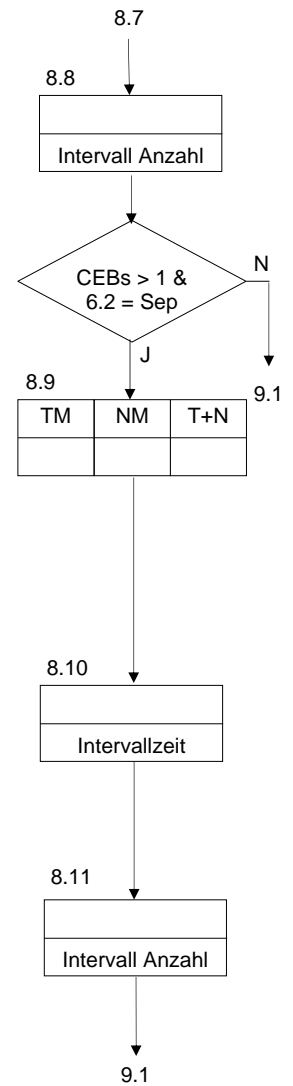 8.7
8.8
Intervall Anzahl
CEBs > 1 &
6.2 = Sep
N
J
9.1
8.9
TM NM T+N
8.10
Intervallzeit
8.11
Intervall Anzahl
9.1